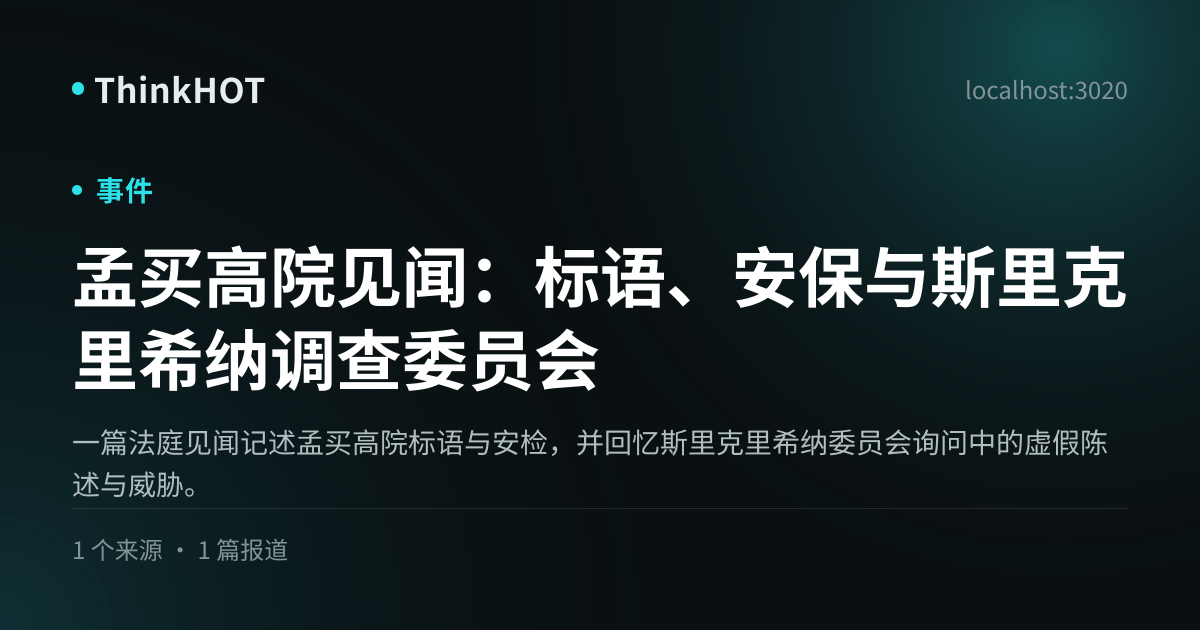 ThinkHOT
localhost:3020
事件
孟买高院见闻：标语、安保与斯里克
里希纳调查委员会
一篇法庭见闻记述孟买高院标语与安检，并回忆斯里克里希纳委员会询问中的虚假陈
述与威胁。
1 个来源 · 1 篇报道